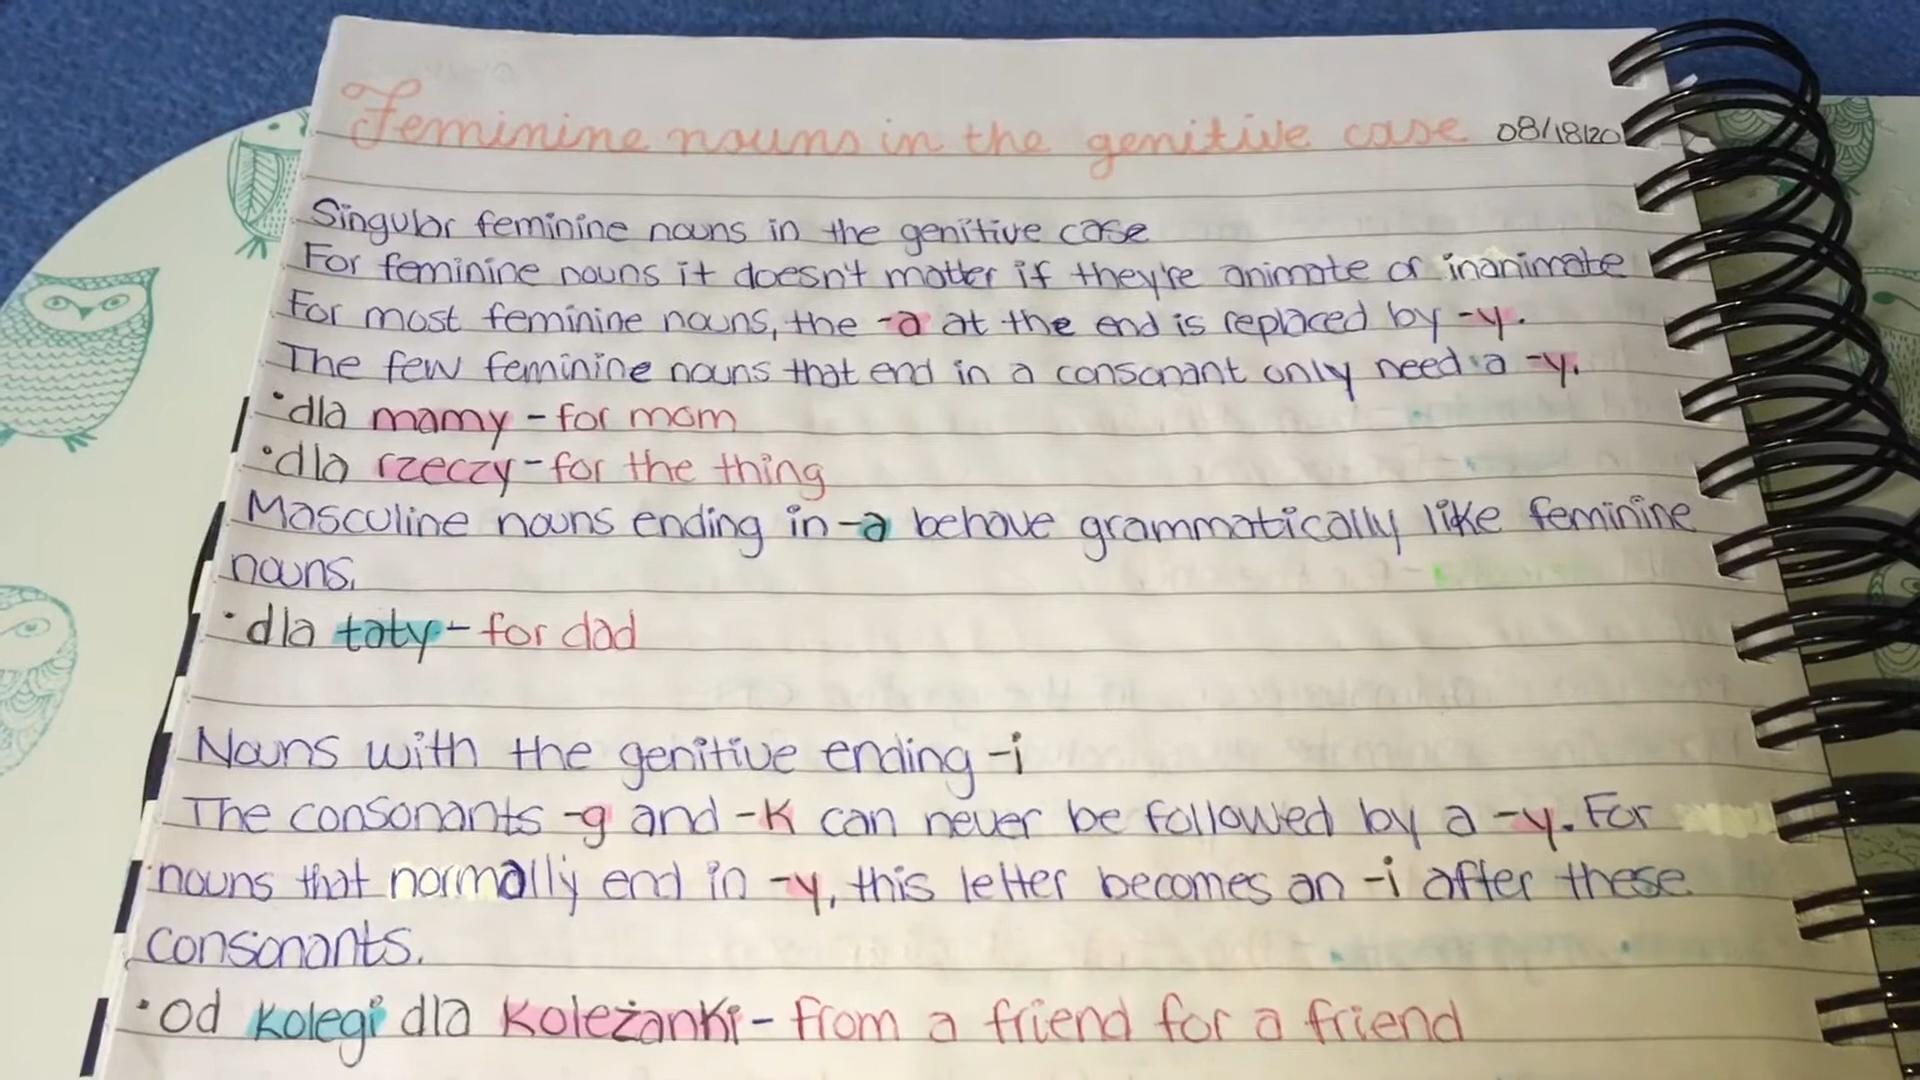 Feminine nouns in the genitive case 08/18/20
Singular feminine nouns in the genitive case
For feminine nouns it doesn't matter if they're animate or inanimate
For most feminine nouns, the -a at the end is replaced by -y.
The few feminine nouns that end in a consonant only need a -y.
•dla mamy - for mom
•dla rzeczy - for the thing
Masculine nouns ending in -a behave grammatically like feminine
nouns.
•dla taty - for dad
Nouns with the genitive ending -i
The consonants -g and -k can never be followed by a -y. For
nouns that normally end in -y, this letter becomes an -i after these
consonants.
•od kolegi dla koleżanki - from a friend for a friend